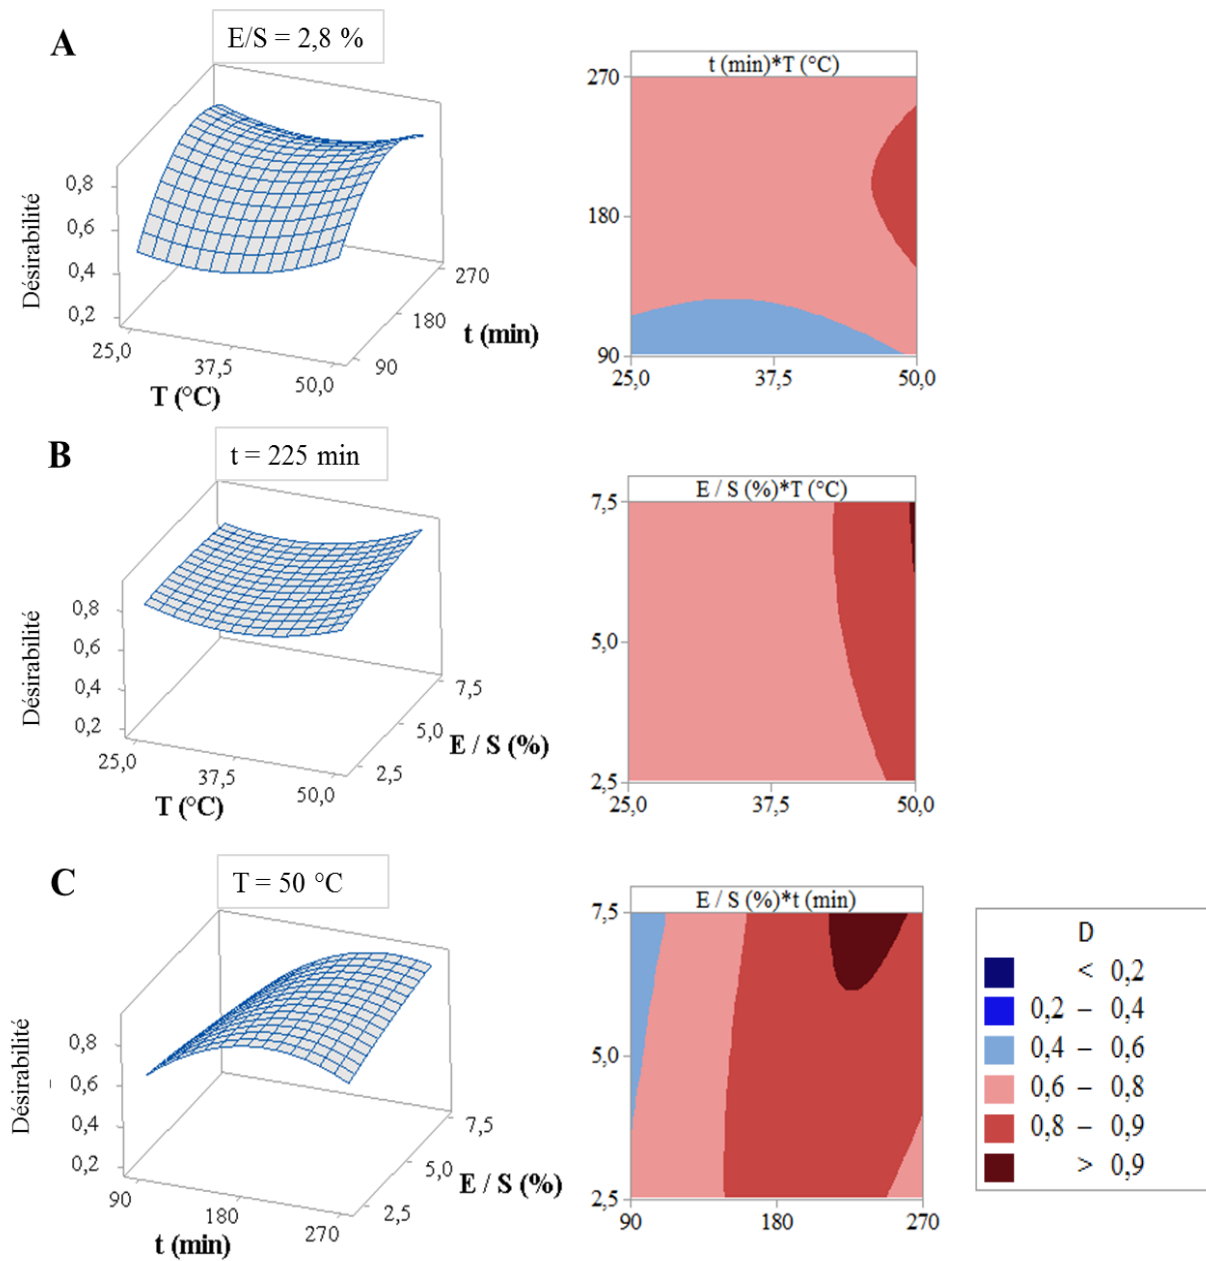 A
E/S = 2,8 %
Désirabilité
0,8
0,6
0,4
0,2
25,0
37,5
50,0
T (°C)
90
180
270
t (min)
t (min)*T (°C)
270
180
90
25,0
37,5
50,0
B
t = 225 min
Désirabilité
0,8
0,6
0,4
0,2
25,0
37,5
50,0
T (°C)
2,5
5,0
7,5
E / S (%)
E / S (%)*T (°C)
7,5
5,0
2,5
25,0
37,5
50,0
C
T = 50 °C
Désirabilité
0,8
0,6
0,4
0,2
90
180
270
t (min)
2,5
5,0
7,5
E / S (%)
E / S (%)*t (min)
7,5
5,0
2,5
90
180
270
D
< 0,2
0,2 – 0,4
0,4 – 0,6
0,6 – 0,8
0,8 – 0,9
> 0,9